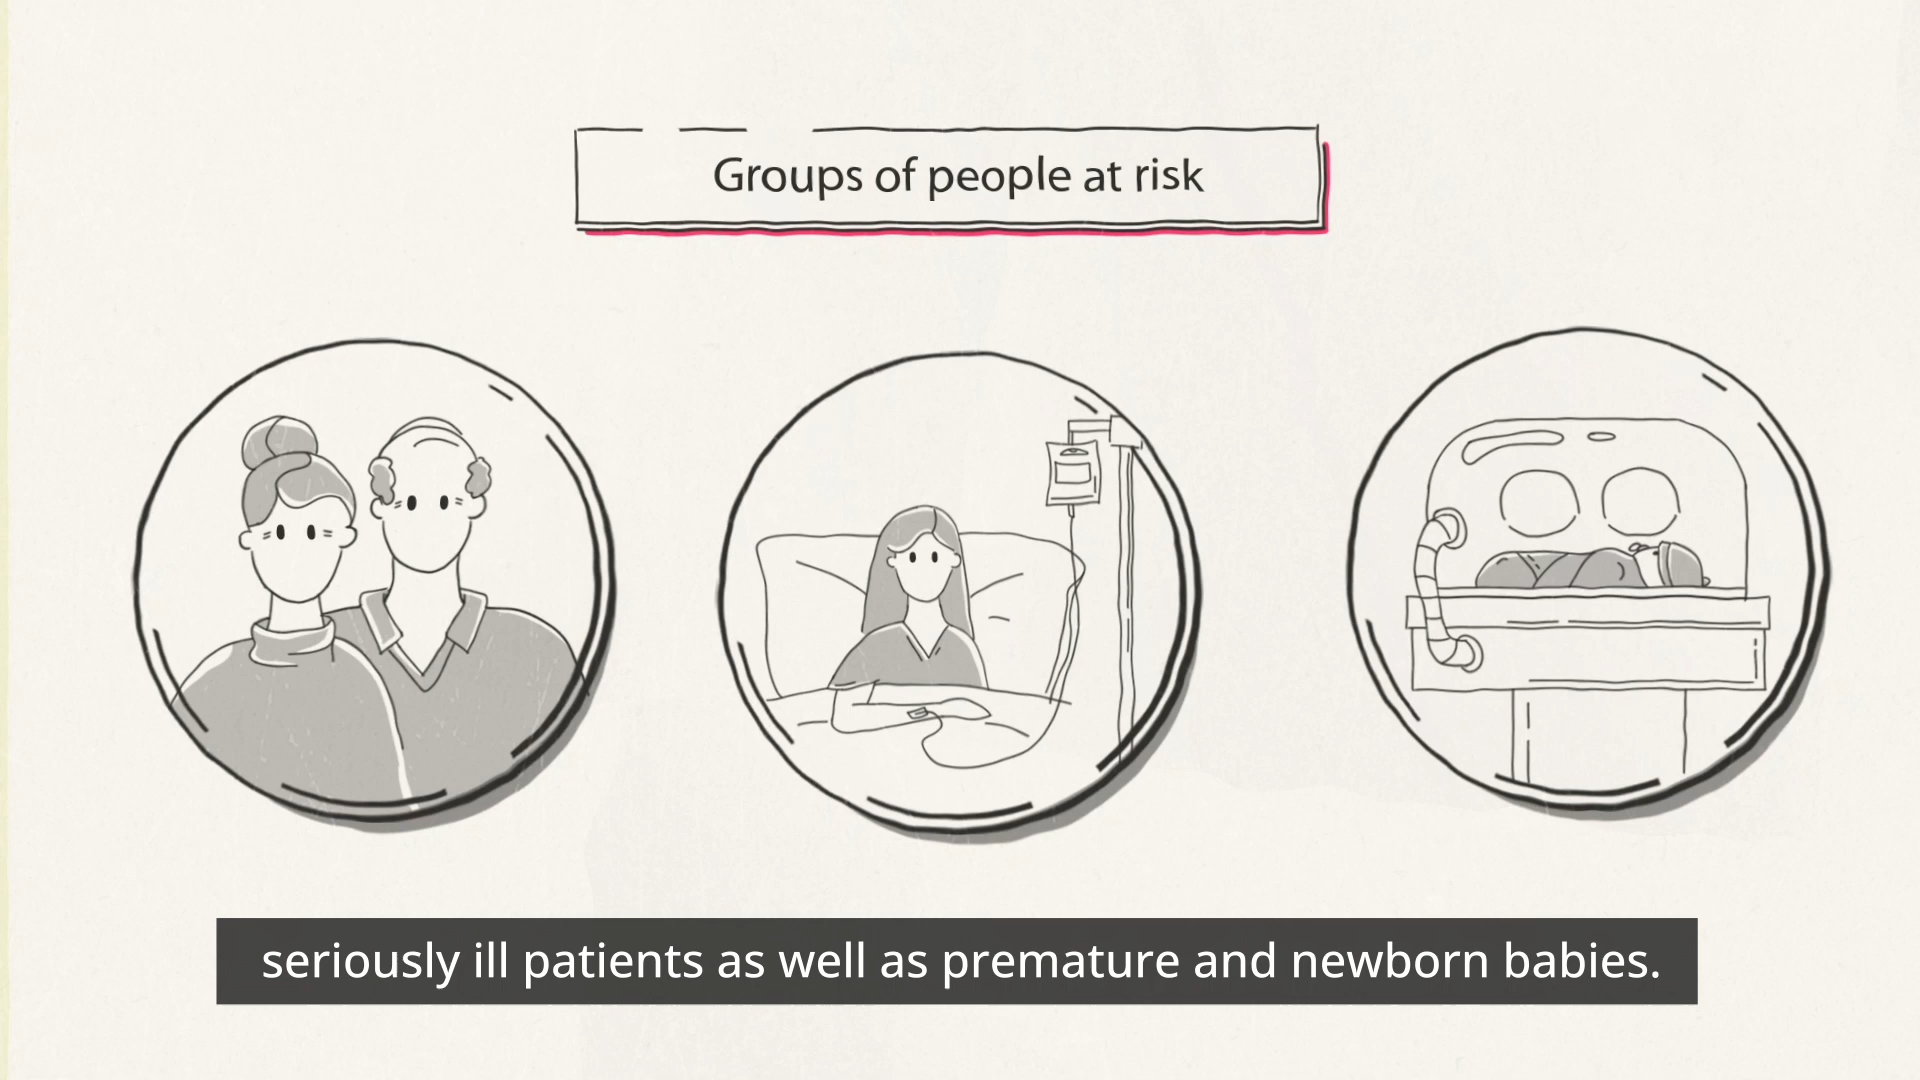 Groups of people at risk
seriously ill patients as well as premature and newborn babies.